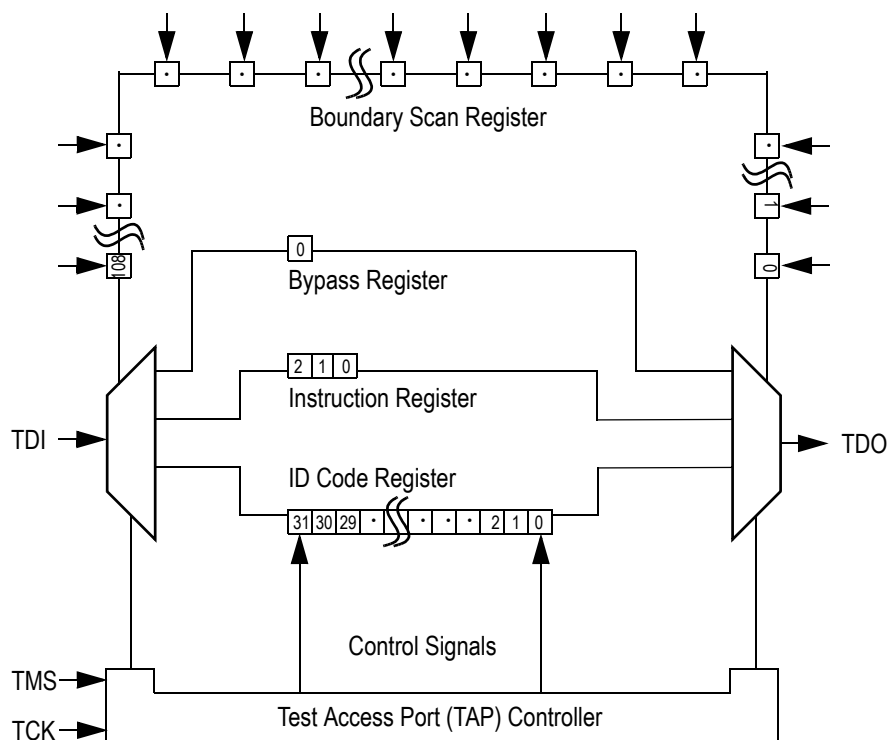 Boundary Scan Register
108
1
0
0
Bypass Register
2 1 0
Instruction Register
TDI
TDO
ID Code Register
31 30 29 · · · · 2 1 0
Control Signals
TMS
TCK
Test Access Port (TAP) Controller